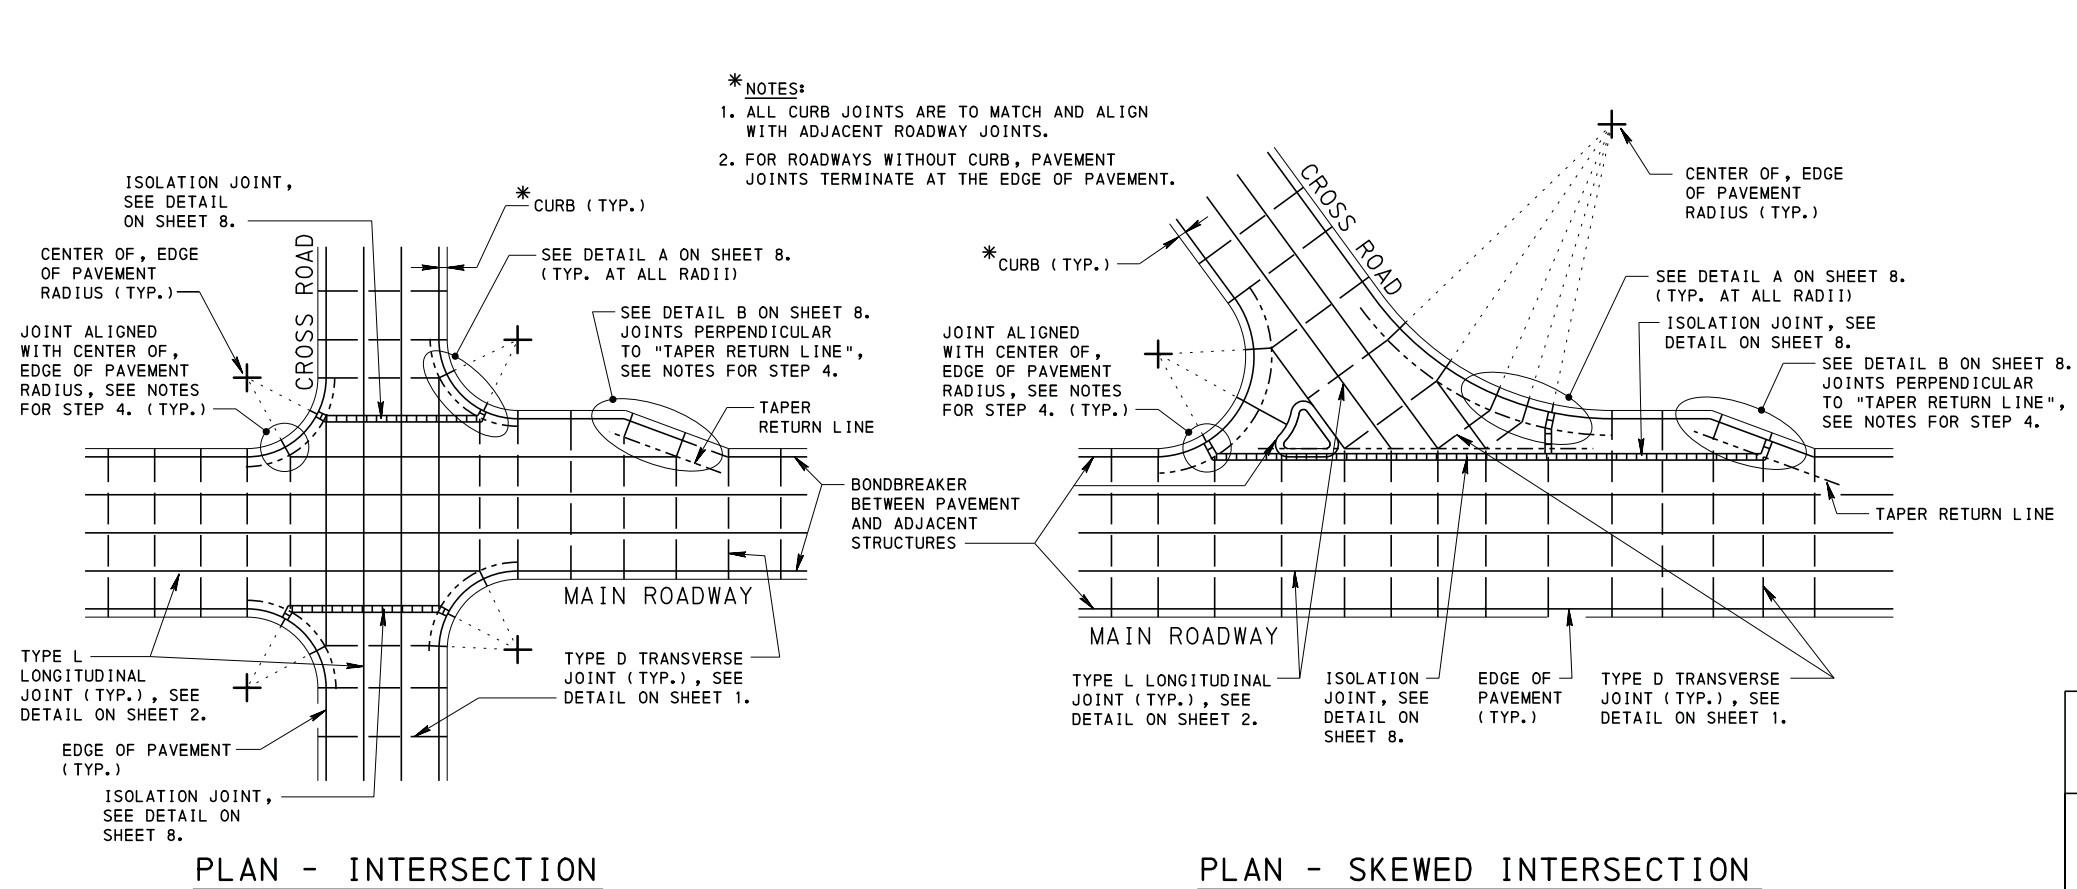 * NOTES:
1. ALL CURB JOINTS ARE TO MATCH AND ALIGN
WITH ADJACENT ROADWAY JOINTS.
2. FOR ROADWAYS WITHOUT CURB, PAVEMENT
JOINTS TERMINATE AT THE EDGE OF PAVEMENT.
ISOLATION JOINT,
SEE DETAIL
ON SHEET 8.
CENTER OF, EDGE
OF PAVEMENT
RADIUS (TYP.)
JOINT ALIGNED
WITH CENTER OF,
EDGE OF PAVEMENT
RADIUS, SEE NOTES
FOR STEP 4. (TYP.)
CROSS ROAD
* CURB (TYP.)
SEE DETAIL A ON SHEET 8.
(TYP. AT ALL RADII)
SEE DETAIL B ON SHEET 8.
JOINTS PERPENDICULAR
TO "TAPER RETURN LINE",
SEE NOTES FOR STEP 4.
TAPER
RETURN LINE
BONDBREAKER
BETWEEN PAVEMENT
AND ADJACENT
STRUCTURES
MAIN ROADWAY
TYPE L
LONGITUDINAL
JOINT (TYP.), SEE
DETAIL ON SHEET 2.
TYPE D TRANSVERSE
JOINT (TYP.), SEE
DETAIL ON SHEET 1.
EDGE OF PAVEMENT
(TYP.)
ISOLATION JOINT,
SEE DETAIL ON
SHEET 8.
PLAN - INTERSECTION
CROSS ROAD
CENTER OF, EDGE
OF PAVEMENT
RADIUS (TYP.)
* CURB (TYP.)
SEE DETAIL A ON SHEET 8.
(TYP. AT ALL RADII)
ISOLATION JOINT, SEE
DETAIL ON SHEET 8.
JOINT ALIGNED
WITH CENTER OF,
EDGE OF PAVEMENT
RADIUS, SEE NOTES
FOR STEP 4. (TYP.)
SEE DETAIL B ON SHEET 8.
JOINTS PERPENDICULAR
TO "TAPER RETURN LINE",
SEE NOTES FOR STEP 4.
TAPER RETURN LINE
MAIN ROADWAY
TYPE L LONGITUDINAL
JOINT (TYP.), SEE
DETAIL ON SHEET 2.
ISOLATION
JOINT, SEE
DETAIL ON
SHEET 8.
EDGE OF
PAVEMENT
(TYP.)
TYPE D TRANSVERSE
JOINT (TYP.), SEE
DETAIL ON SHEET 1.
PLAN - SKEWED INTERSECTION